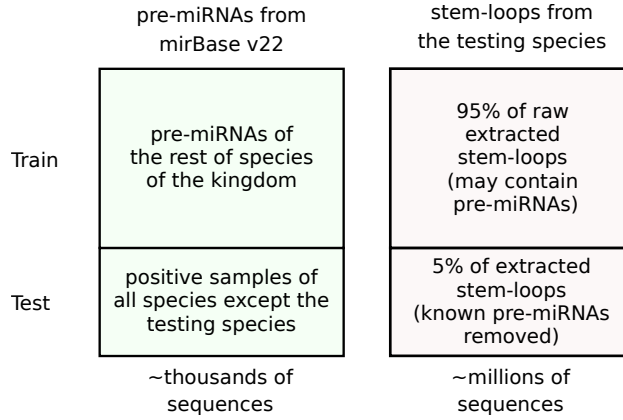 pre-miRNAs from
mirBase v22
stem-loops from
the testing species
Train
pre-miRNAs of
the rest of species
of the kingdom
95% of raw
extracted
stem-loops
(may contain
pre-miRNAs)
Test
positive samples of
all species except the
testing species
5% of extracted
stem-loops
(known pre-miRNAs
removed)
~thousands of
sequences
~millions of
sequences